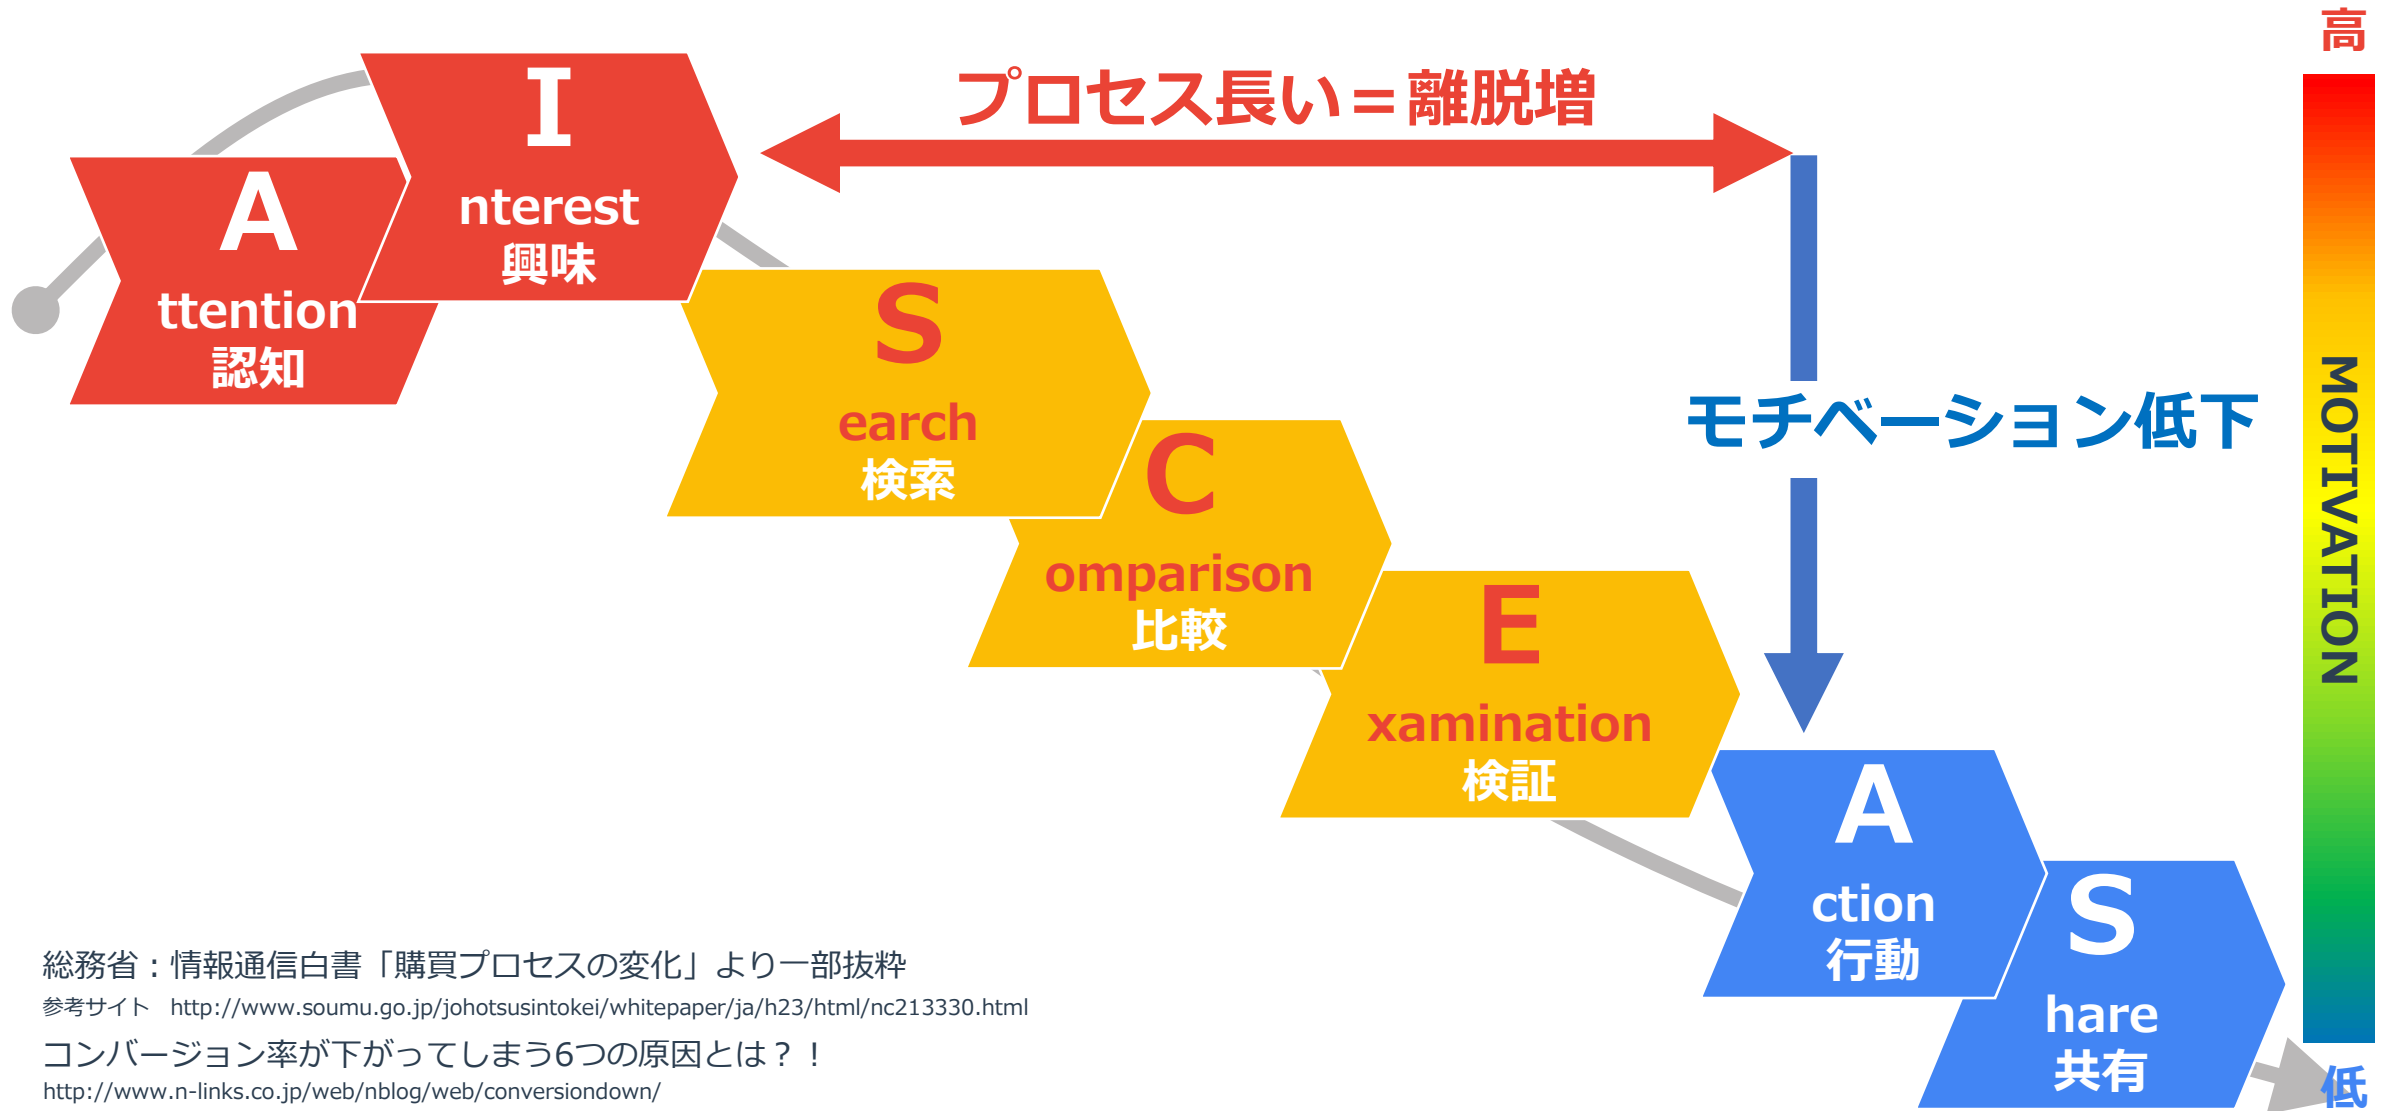 高
プロセス長い＝離脱増
I
nterest
興味
A
ttention
認知
S
earch
検索
モチベーション低下
MOTIVATION
C
omparison
比較
E
xamination
検証
A
ction
行動
S
hare
共有
低
総務省：情報通信白書「購買プロセスの変化」より一部抜粋
参考サイト　http://www.soumu.go.jp/johotsusintokei/whitepaper/ja/h23/html/nc213330.html
コンバージョン率が下がってしまう6つの原因とは？！
http://www.n-links.co.jp/web/nblog/web/conversiondown/